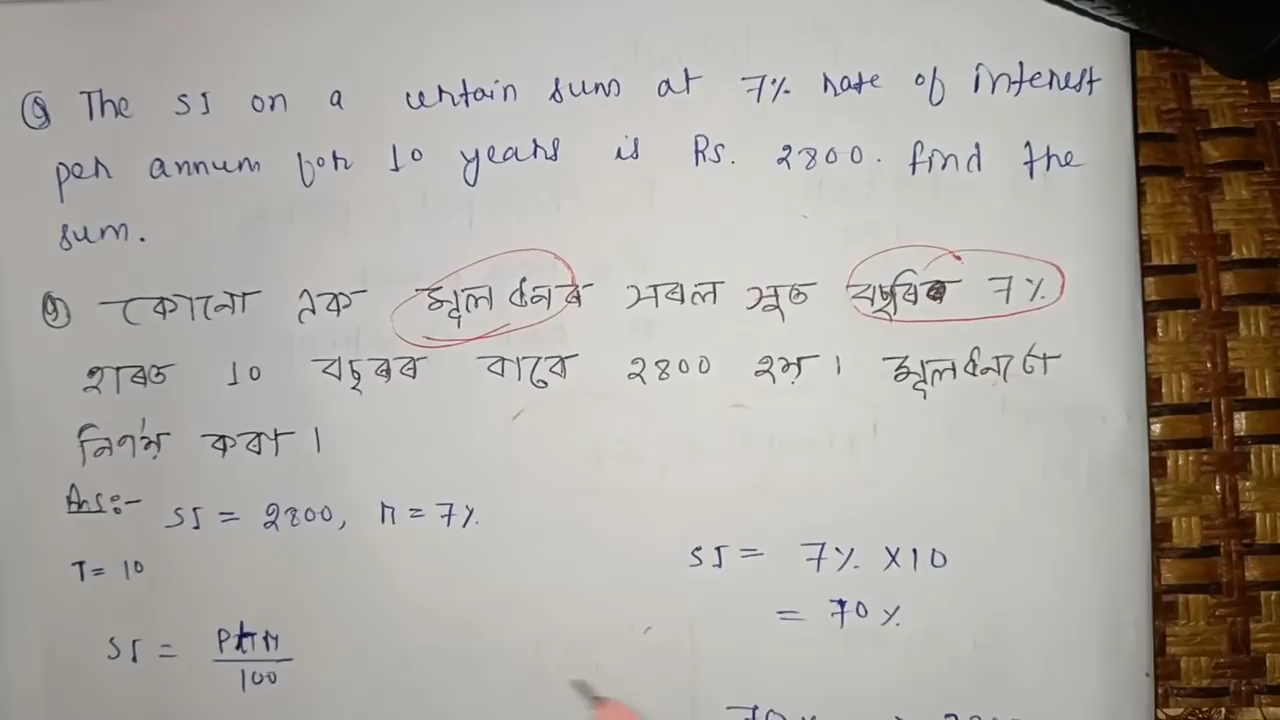 Q The SI on a certain sum at 7% rate of interest
per annum for 10 years is Rs. 2800. find the
sum.
Q) কোনো এক মূলধনৰ সৰল সুত বছৰিৰ 7%
হাৰত 10 বছৰৰ বাবে 2800 হয়। মূলধনটো
নিৰ্ণয় কৰা।
Ans:- SI = 2800, r = 7%
T = 10
SI = 7% X10
= 70%
SI = PTR
100